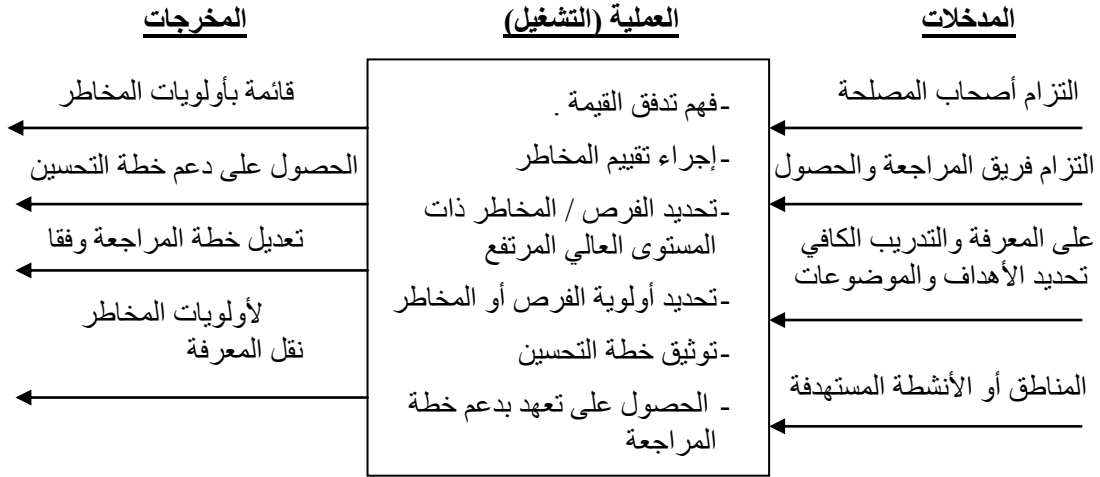 المدخلات
التزام أصحاب المصلحة
التزام فريق المراجعة والحصول
على المعرفة والتدريب الكافي
تحديد الأهداف والموضوعات
المناطق أو الأنشطة المستهدفة
العملية (التشغيل)
-فهم تدفق القيمة .
-إجراء تقييم المخاطر
-تحديد الفرص / المخاطر ذات
المستوى العالي المرتفع
-تحديد أولوية الفرص أو المخاطر
-توثيق خطة التحسين
- الحصول على تعهد بدعم خطة
المراجعة
المخرجات
قائمة بأولويات المخاطر
الحصول على دعم خطة التحسين
تعديل خطة المراجعة وفقا
لأولويات المخاطر
نقل المعرفة